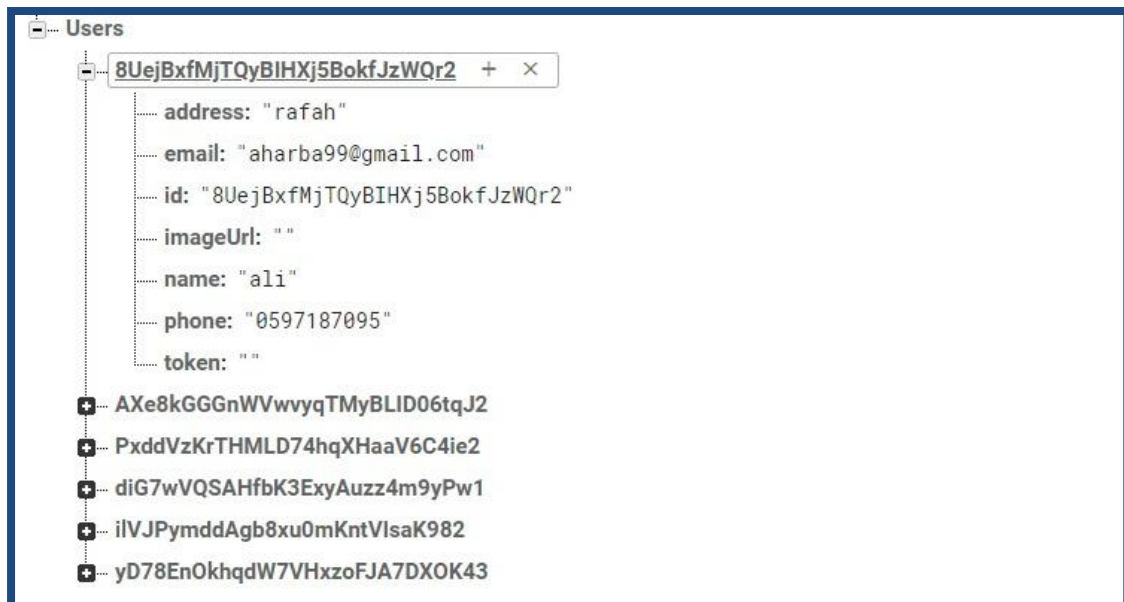 Users
8UejBxfMjTQyBIHXj5BokfJzWQr2 + ×
address: "rafah"
email: "aharba99@gmail.com"
id: "8UejBxfMjTQyBIHXj5BokfJzWQr2"
imageUrl: ""
name: "ali"
phone: "0597187095"
token: ""
AXe8kGGGnWVwvyqTMyBLID06tqJ2
PxddVzKrTHMLD74hqXHaaV6C4ie2
diG7wVQSAHfbK3ExyAuzz4m9yPw1
ilVJPymddAgb8xu0mKntVIsaK982
yD78EnOkhqdW7VHxzoFJA7DXOK43